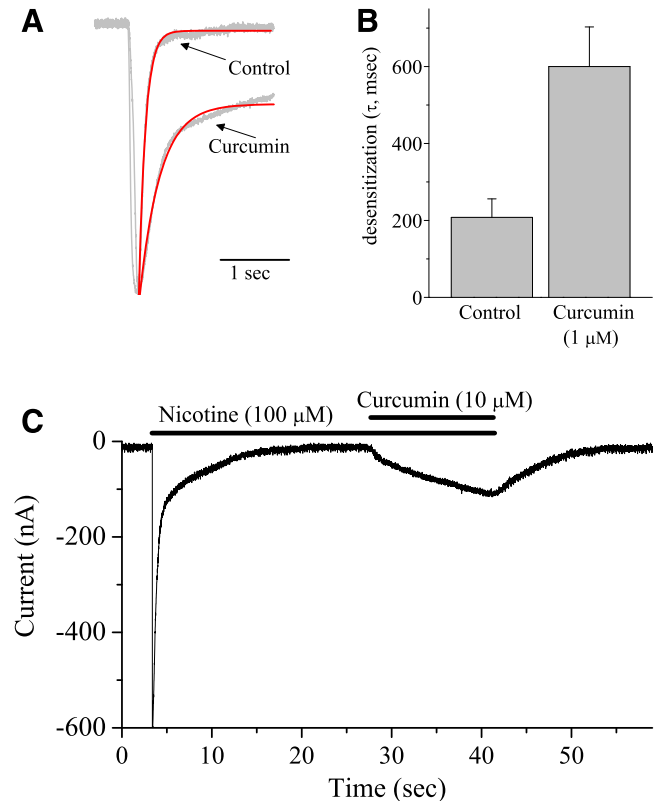 A
Control
Curcumin
1 sec
B
desensitization (τ, msec)
600
400
200
0
Control
Curcumin
(1 μM)
C
Curcumin (10 μM)
Nicotine (100 μM)
Current (nA)
0
-200
-400
-600
0 10 20 30 40 50
Time (sec)